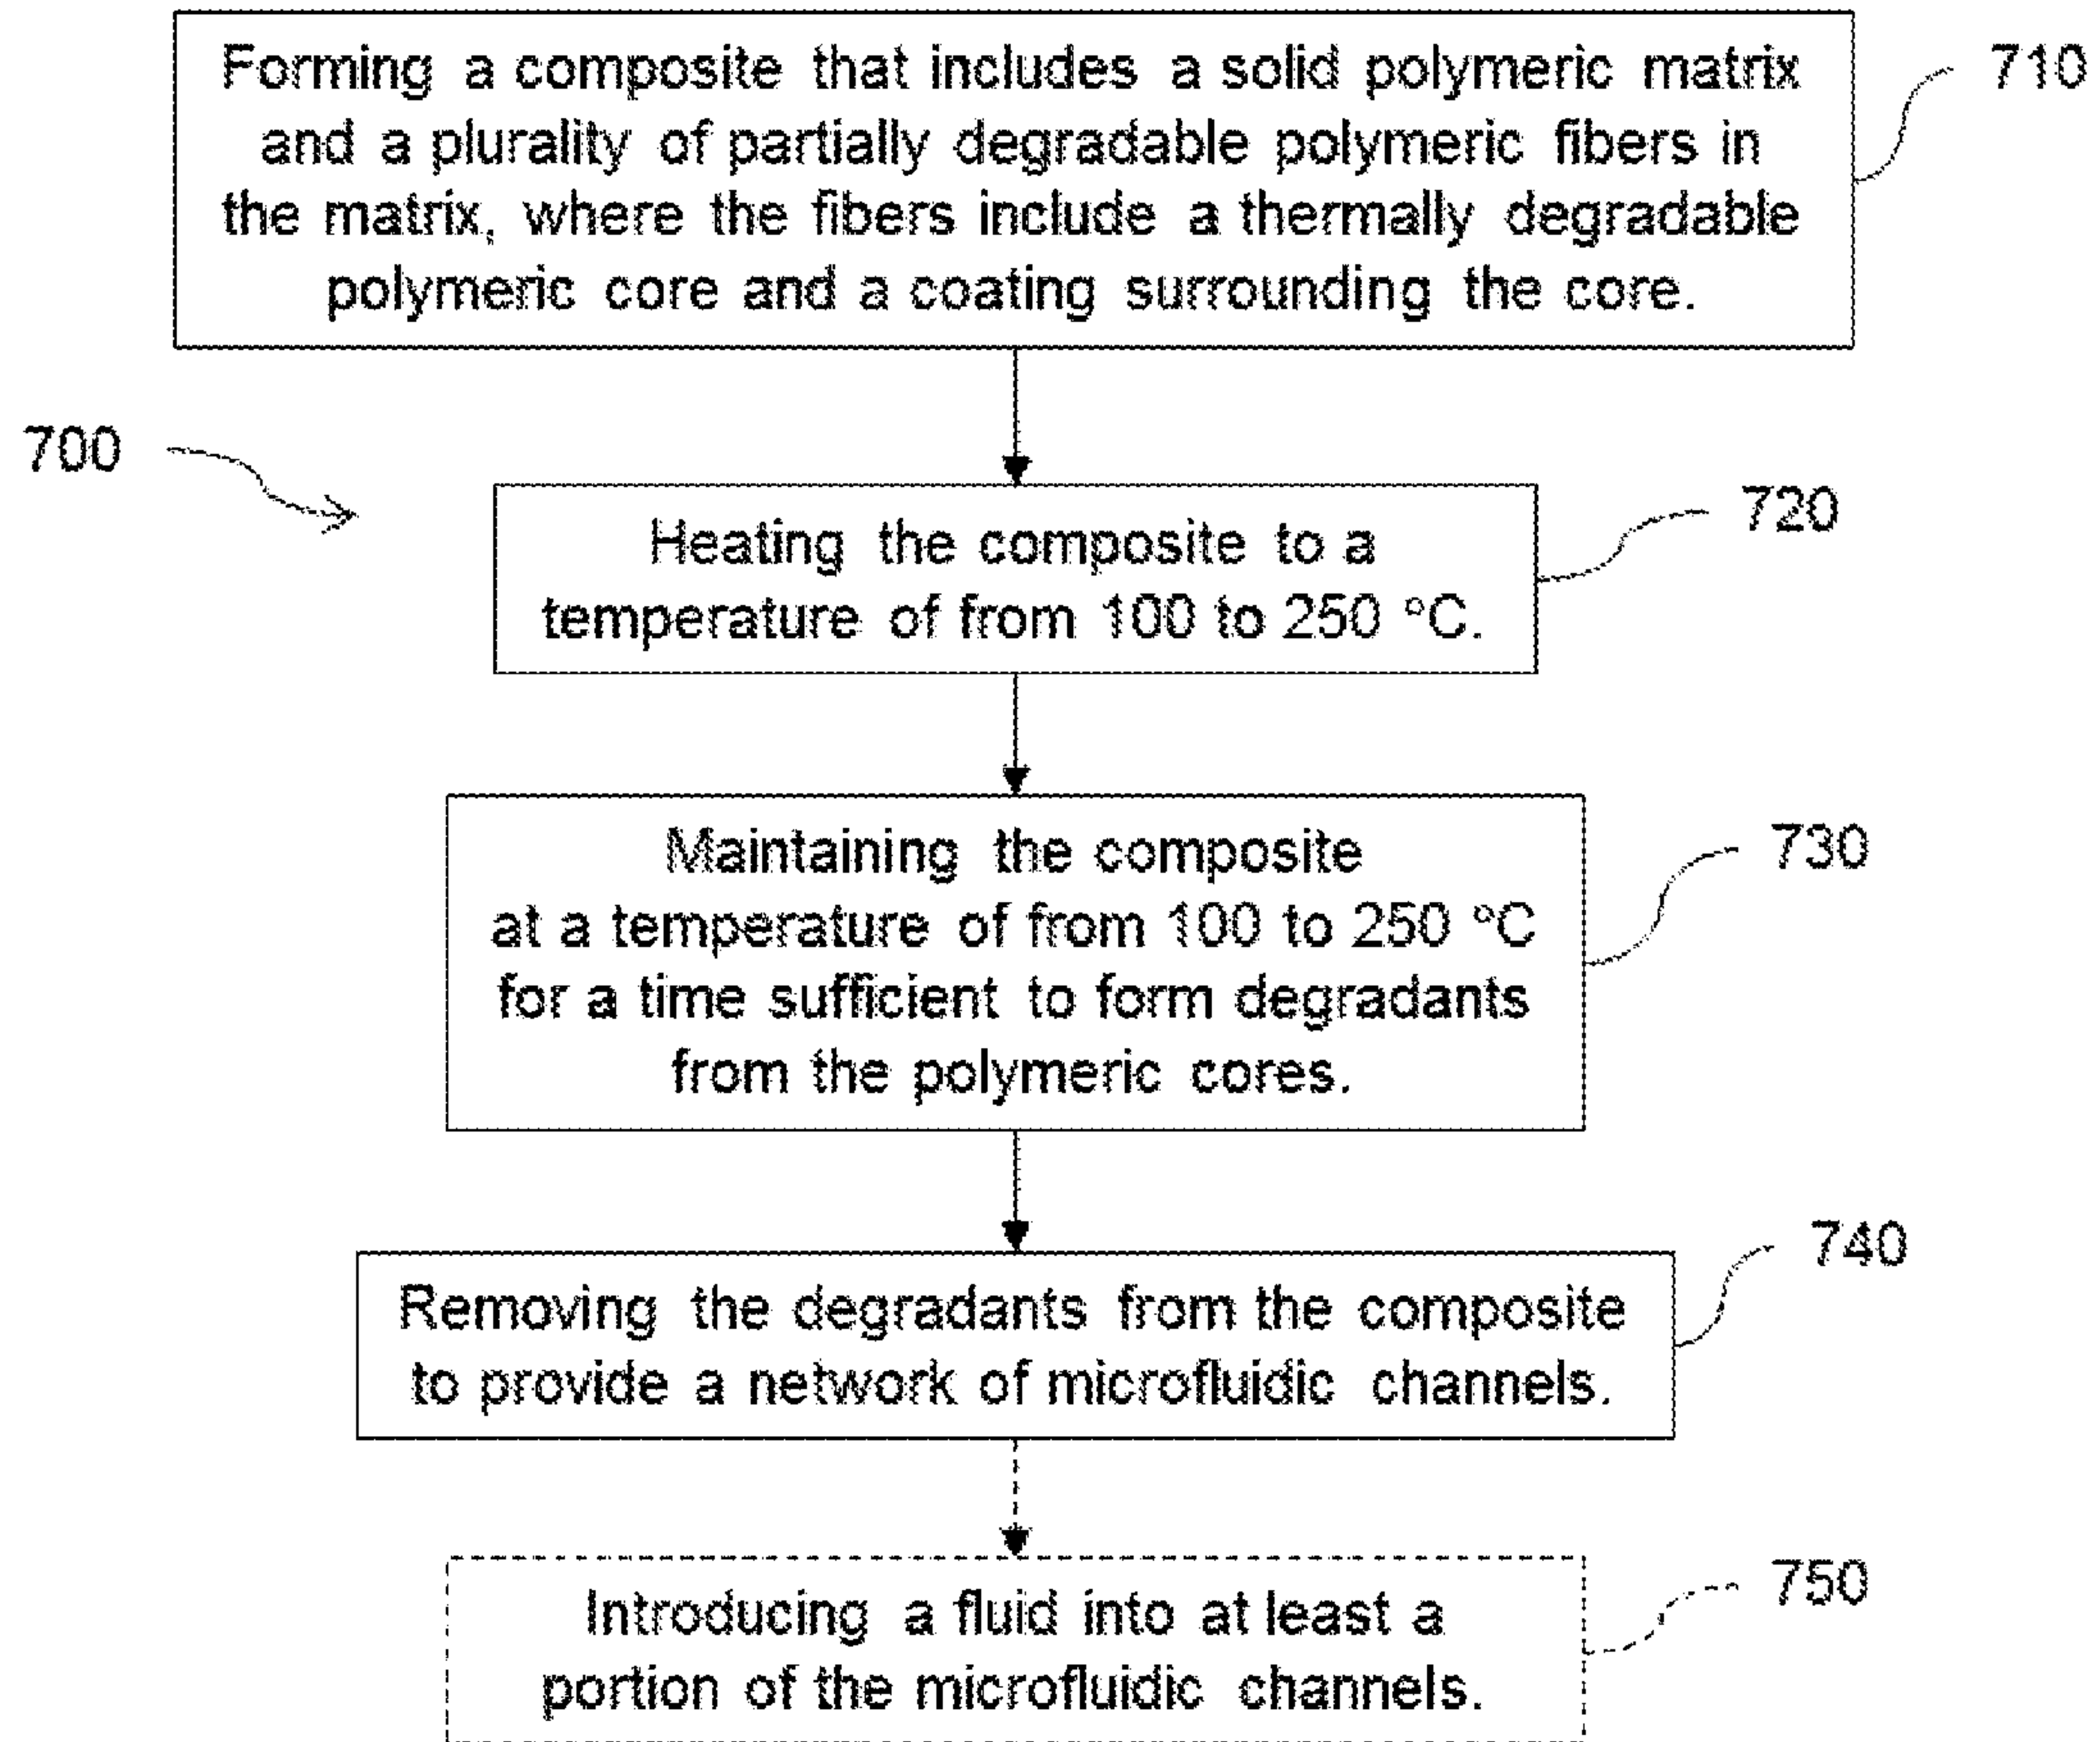 Forming a composite that includes a solid polymeric matrix
and a plurality of partially degradable polymeric fibers in
the matrix, where the fibers include a thermally degradable
polymeric core and a coating surrounding the core.
710
700
Heating the composite to a
temperature of from 100 to 250 °C.
720
Maintaining the composite
at a temperature of from 100 to 250 °C
for a time sufficient to form degradants
from the polymeric cores.
730
Removing the degradants from the composite
to provide a network of microfluidic channels.
740
Introducing a fluid into at least a
portion of the microfluidic channels.
750